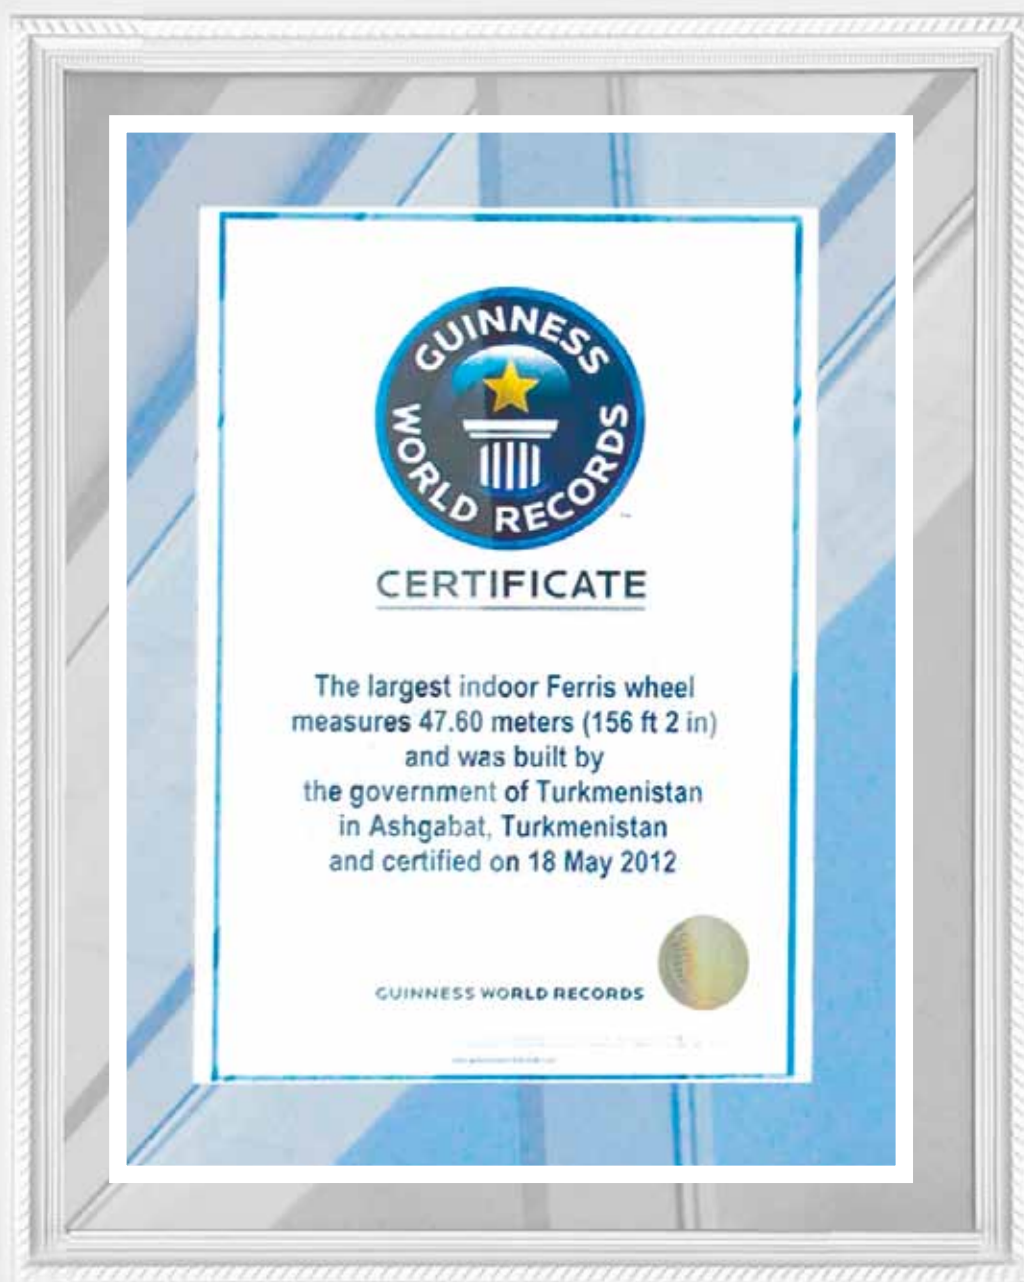 GUINNESS
WORLD RECORDS
CERTIFICATE
The largest indoor Ferris wheel
measures 47.60 meters (156 ft 2 in)
and was built by
the government of Turkmenistan
in Ashgabat, Turkmenistan
and certified on 18 May 2012
GUINNESS WORLD RECORDS